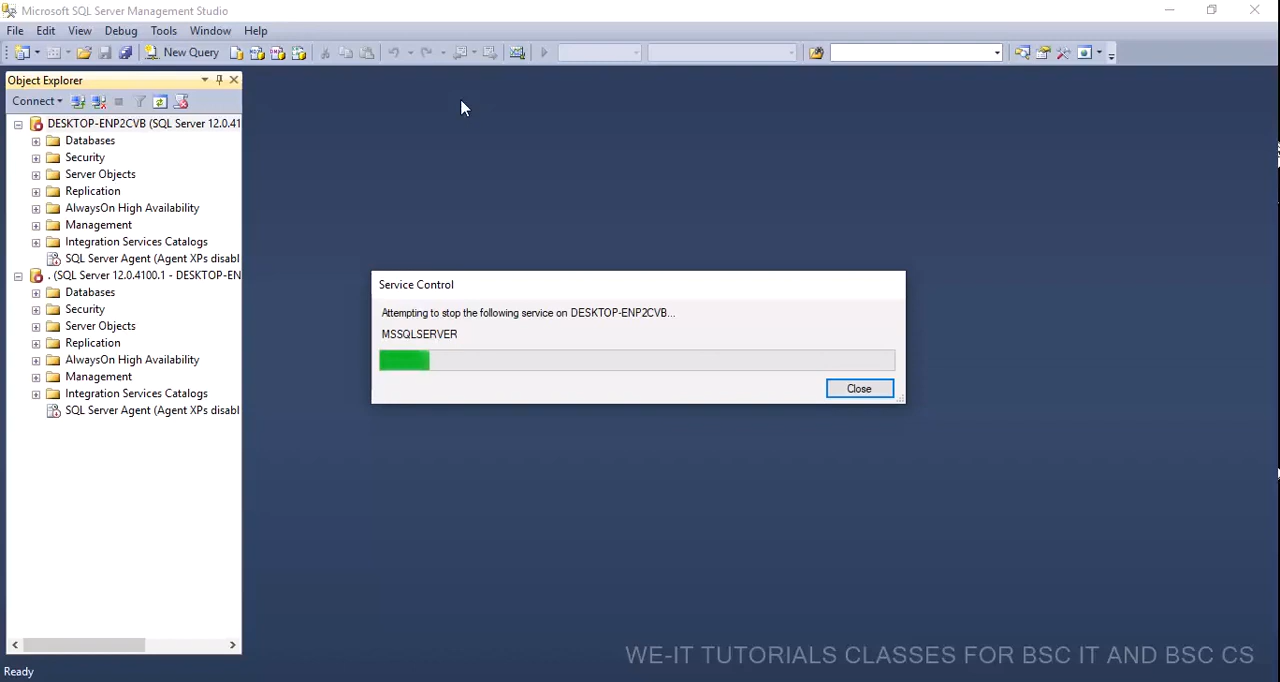 Microsoft SQL Server Management Studio
File Edit View Debug Tools Window Help
New Query
Object Explorer
Connect
DESKTOP-ENP2CVB (SQL Server 12.0.41
Databases
Security
Server Objects
Replication
AlwaysOn High Availability
Management
Integration Services Catalogs
SQL Server Agent (Agent XPs disabl
. (SQL Server 12.0.4100.1 - DESKTOP-EN
Databases
Security
Server Objects
Replication
AlwaysOn High Availability
Management
Integration Services Catalogs
SQL Server Agent (Agent XPs disabl
Service Control
Attempting to stop the following service on DESKTOP-ENP2CVB...
MSSQLSERVER
Close
WE-IT TUTORIALS CLASSES FOR BSC IT AND BSC CS
Ready